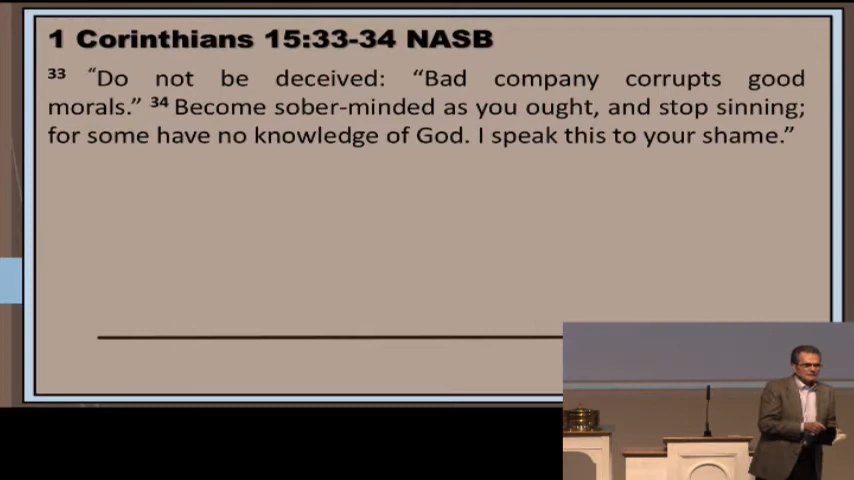 1 Corinthians 15:33-34 NASB
33 “Do not be deceived: “Bad company corrupts good
morals.” 34 Become sober-minded as you ought, and stop sinning;
for some have no knowledge of God. I speak this to your shame.”